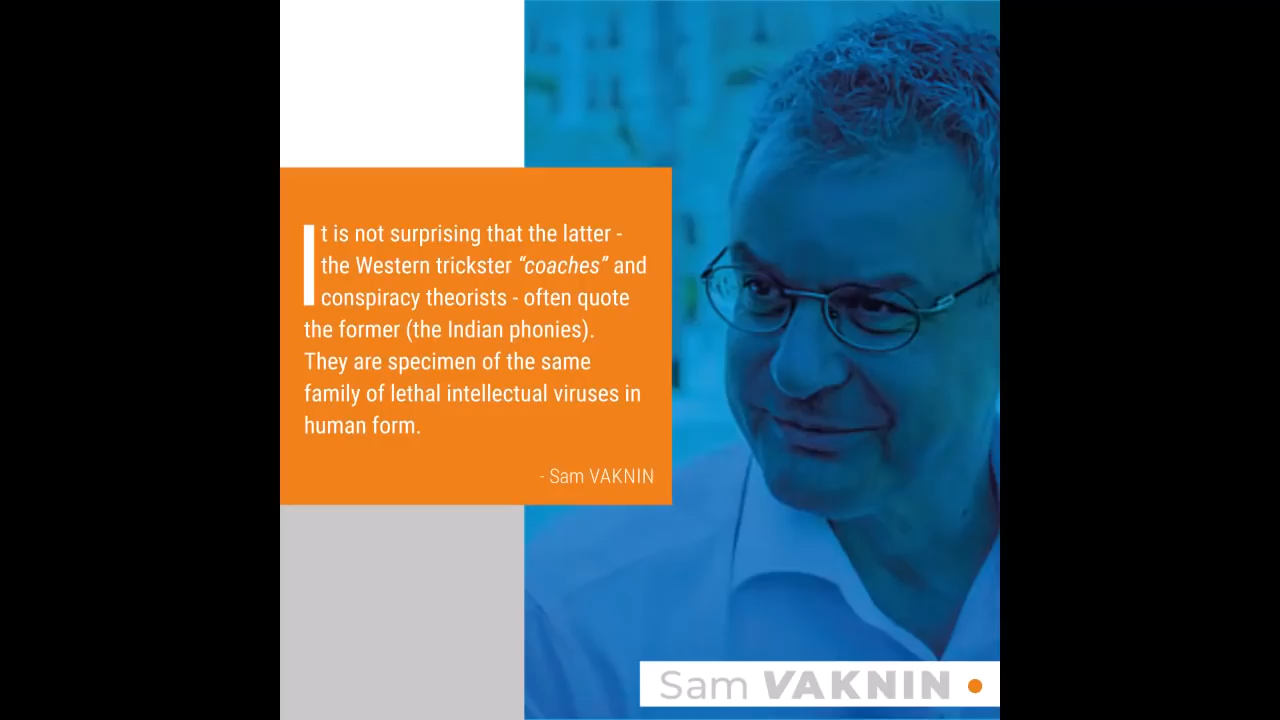 It is not surprising that the latter -
the Western trickster “coaches” and
conspiracy theorists - often quote
the former (the Indian phonies).
They are specimen of the same
family of lethal intellectual viruses in
human form.
- Sam VAKNIN
Sam VAKNIN